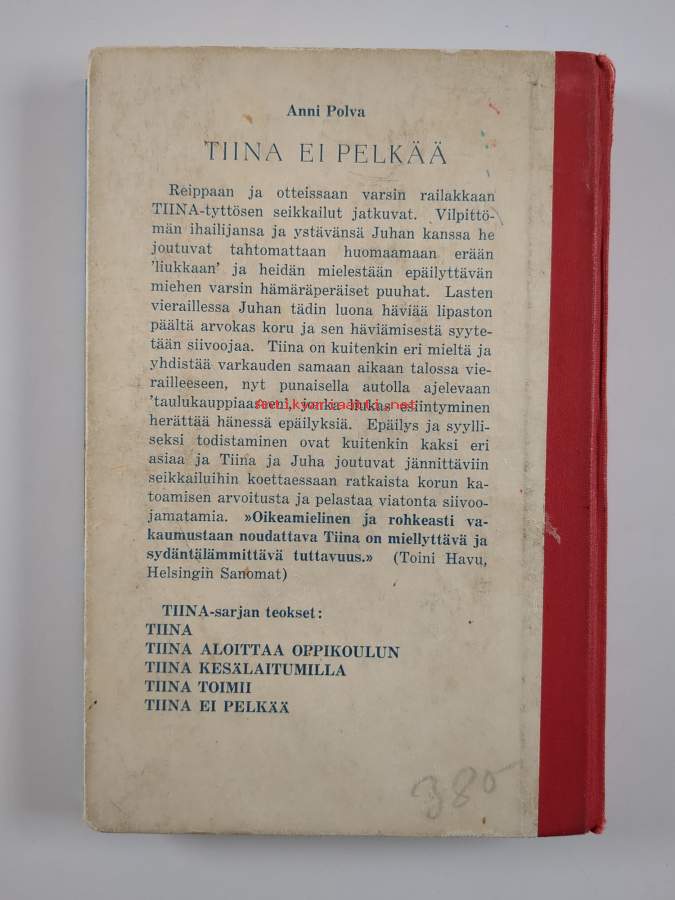 Anni Polva
TIINA EI PELKÄÄ
Reippaan ja otteissaan varsin railakkaan
TIINA-tyttösen seikkailut jatkuvat. Vilpittö-
män ihailijansa ja ystävänsä Juhan kanssa he
joutuvat tahtomattaan huomaamaan erään
'liukkaan' ja heidän mielestään epäilyttävän
miehen varsin hämäräperäiset puuhat. Lasten
vieraillessa Juhan tädin luona häviää lipaston
päältä arvokas koru ja sen häviämisestä syyte-
tään siivoojaa. Tiina on kuitenkin eri mieltä ja
yhdistää varkauden samaan aikaan talossa vie-
railleeseen, nyt punaisella autolla ajelevaan
'taulukauppiaaseen', jonka liukas esiintyminen
herättää hänessä epäilyksiä. Epäilys ja syylli-
seksi todistaminen ovat kuitenkin kaksi eri
asiaa ja Tiina ja Juha joutuvat jännittäviin
seikkailuihin koettaessaan ratkaista korun ka-
toamisen arvoitusta ja pelastaa viatonta siivoo-
jamatamia. »Oikeamielinen ja rohkeasti va-
kaumustaan noudattava Tiina on miellyttävä ja
sydäntälämmittävä tuttavuus.» (Toini Havu,
Helsingin Sanomat)
TIINA-sarjan teokset:
TIINA
TIINA ALOITTAA OPPIKOULUN
TIINA KESÄLAITUMILLA
TIINA TOIMII
TIINA EI PELKÄÄ
380